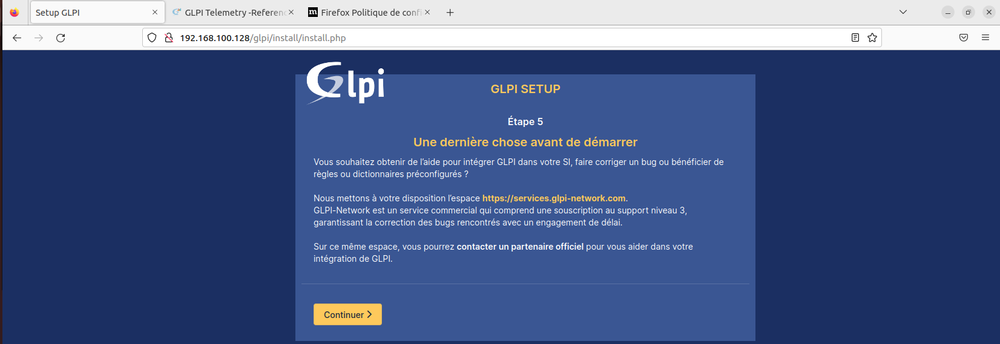 Setup GLPI
GLPI Telemetry -Referenc
Firefox Politique de confi
192.168.100.128/glpi/install/install.php
Glpi
GLPI SETUP
Étape 5
Une dernière chose avant de démarrer
Vous souhaitez obtenir de l’aide pour intégrer GLPI dans votre SI, faire corriger un bug ou bénéficier de
règles ou dictionnaires préconfigurés ?
Nous mettons à votre disposition l’espace https://services.glpi-network.com.
GLPI-Network est un service commercial qui comprend une souscription au support niveau 3,
garantissant la correction des bugs rencontrés avec un engagement de délai.
Sur ce même espace, vous pourrez contacter un partenaire officiel pour vous aider dans votre
intégration de GLPI.
Continuer